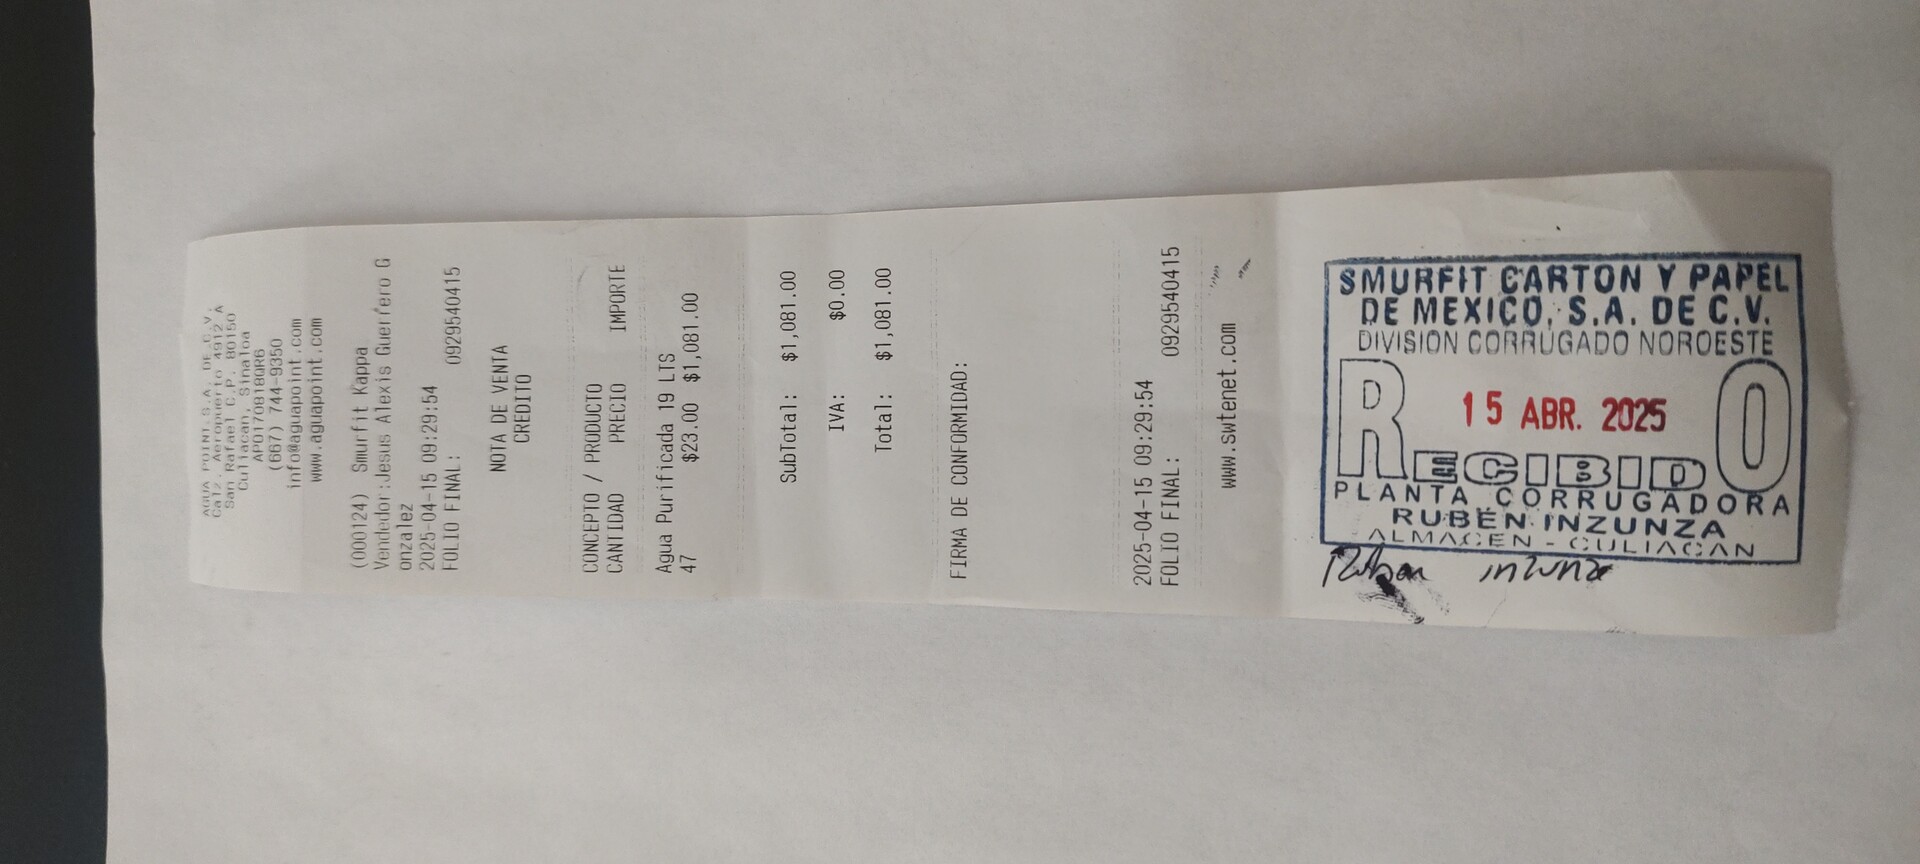 AGUA POINT S.A. DE C.V.
Calz. Aeropuerto 4912 A
San Rafael C.P. 80150
Culiacan, Sinaloa
APO170818QR6
(667) 744-9350
info@aguapoint.com
www.aguapoint.com
(000124) Smurfit Kappa
Vendedor:Jesus Alexis Guerrero G
onzalez
2025-04-15 09:29:54
FOLIO FINAL: 0929540415
NOTA DE VENTA
CREDITO
CONCEPTO / PRODUCTO
CANTIDAD PRECIO IMPORTE
Agua Purificada 19 LTS
47 $23.00 $1,081.00
SubTotal: $1,081.00
IVA: $0.00
Total: $1,081.00
FIRMA DE CONFORMIDAD:
2025-04-15 09:29:54
FOLIO FINAL: 0929540415
www.swtenet.com
SMURFIT CARTON Y PAPEL
DE MEXICO, S.A. DE C.V.
DIVISION CORRUGADO NOROESTE
15 ABR. 2025
RECIBIDO
PLANTA CORRUGADORA
RUBÉN INZUNZA
ALMACEN - CULIACAN
Ruben inzunza